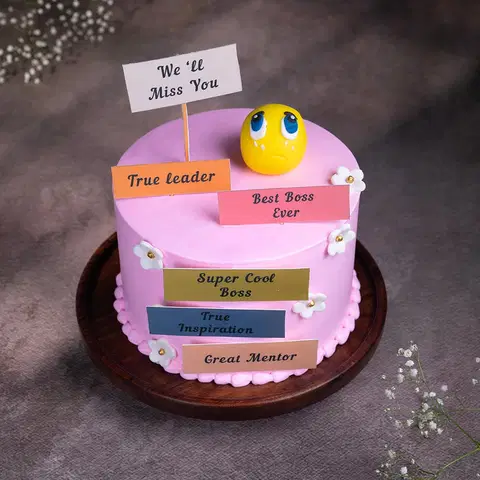 We 'll
Miss You
True leader
Best Boss
Ever
Super Cool
Boss
True
Inspiration
Great Mentor